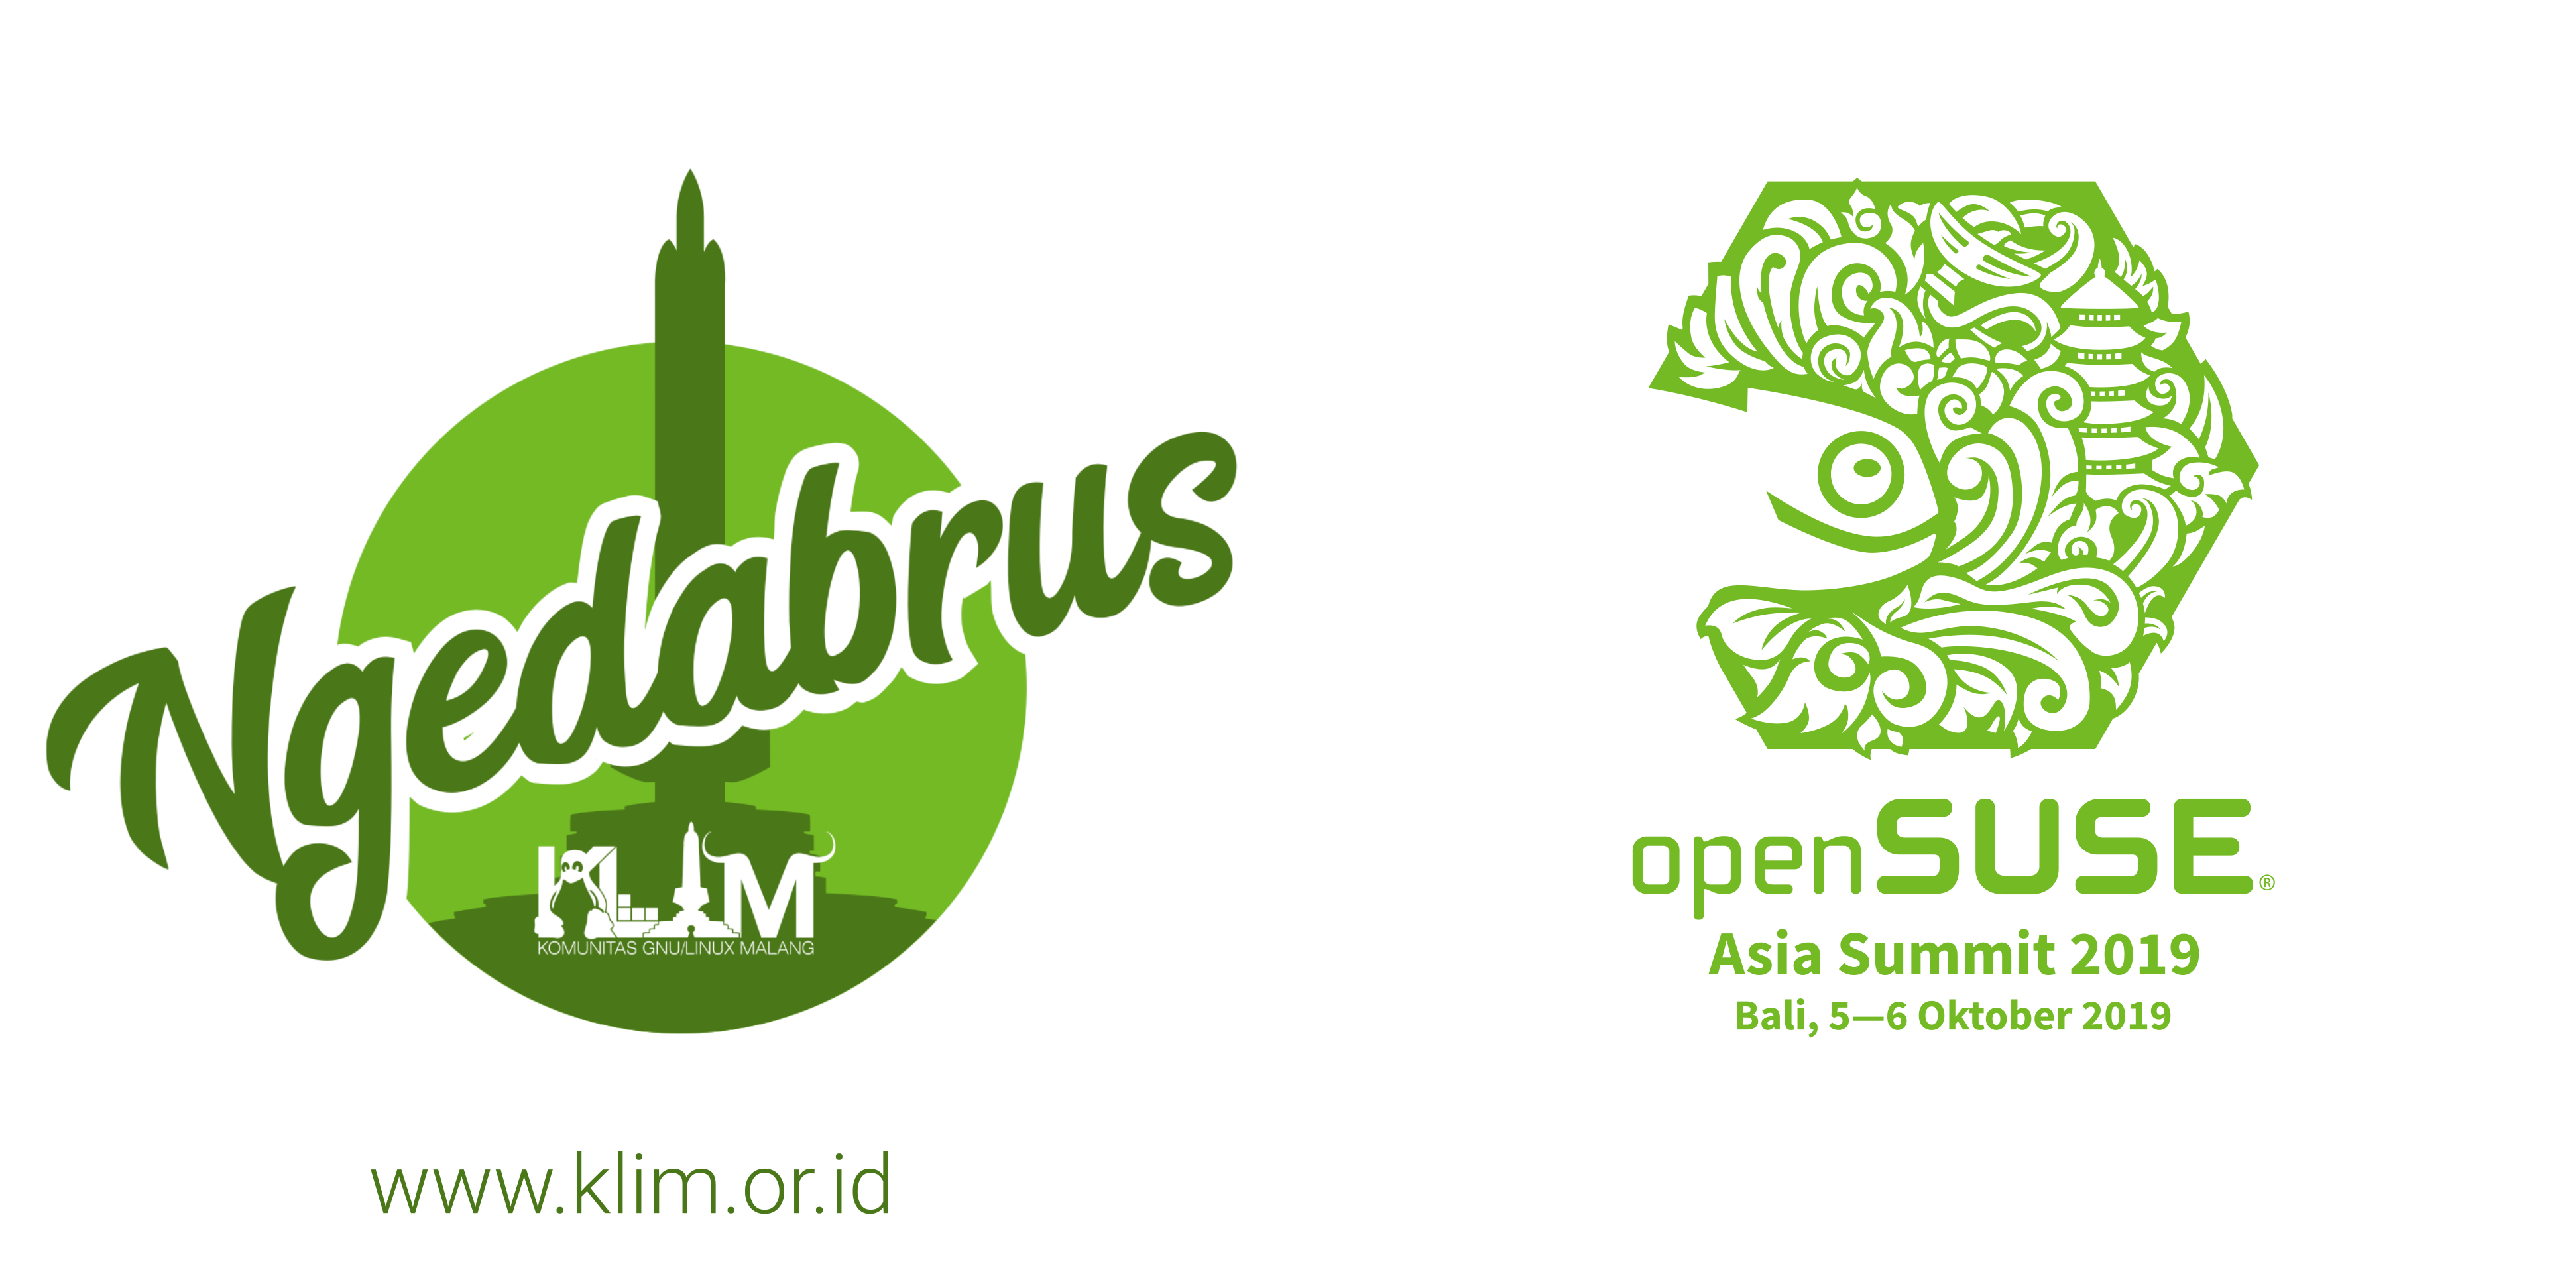 Ngedabrus
KLIM
KOMUNITAS GNU/LINUX MALANG
www.klim.or.id
openSUSE®
Asia Summit 2019
Bali, 5—6 Oktober 2019